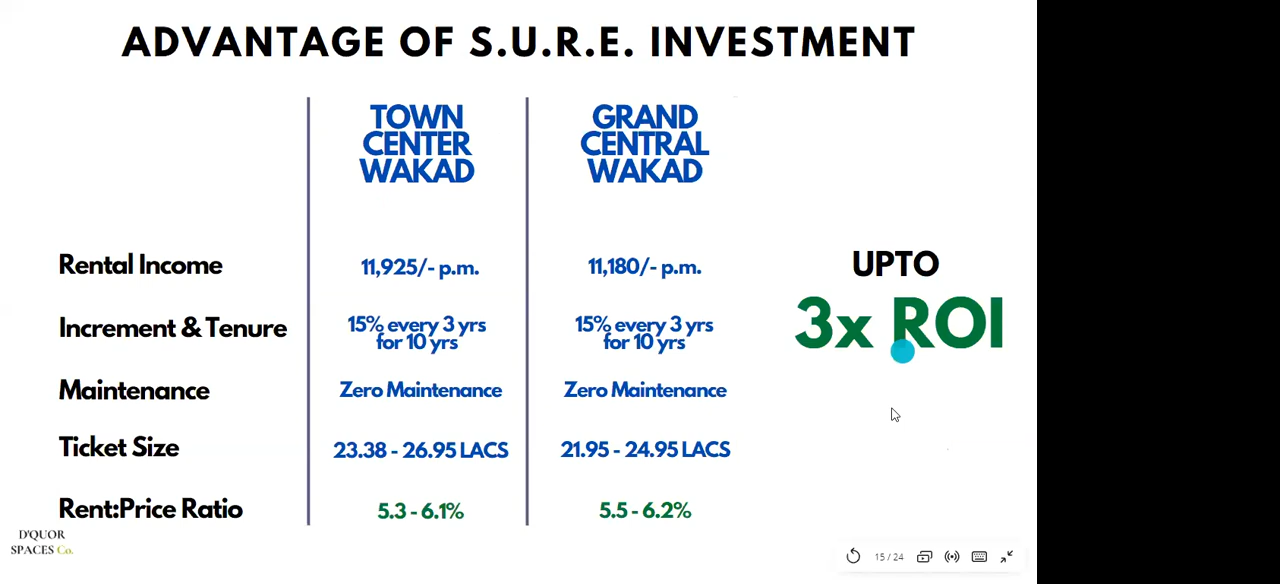 ADVANTAGE OF S.U.R.E. INVESTMENT
TOWN
CENTER
WAKAD
GRAND
CENTRAL
WAKAD
Rental Income
11,925/- p.m.
11,180/- p.m.
Increment & Tenure
15% every 3 yrs
for 10 yrs
15% every 3 yrs
for 10 yrs
Maintenance
Zero Maintenance
Zero Maintenance
Ticket Size
23.38 - 26.95 LACS
21.95 - 24.95 LACS
Rent:Price Ratio
5.3 - 6.1%
5.5 - 6.2%
UPTO
3x ROI
D'QUOR
SPACES Co.
15 / 24